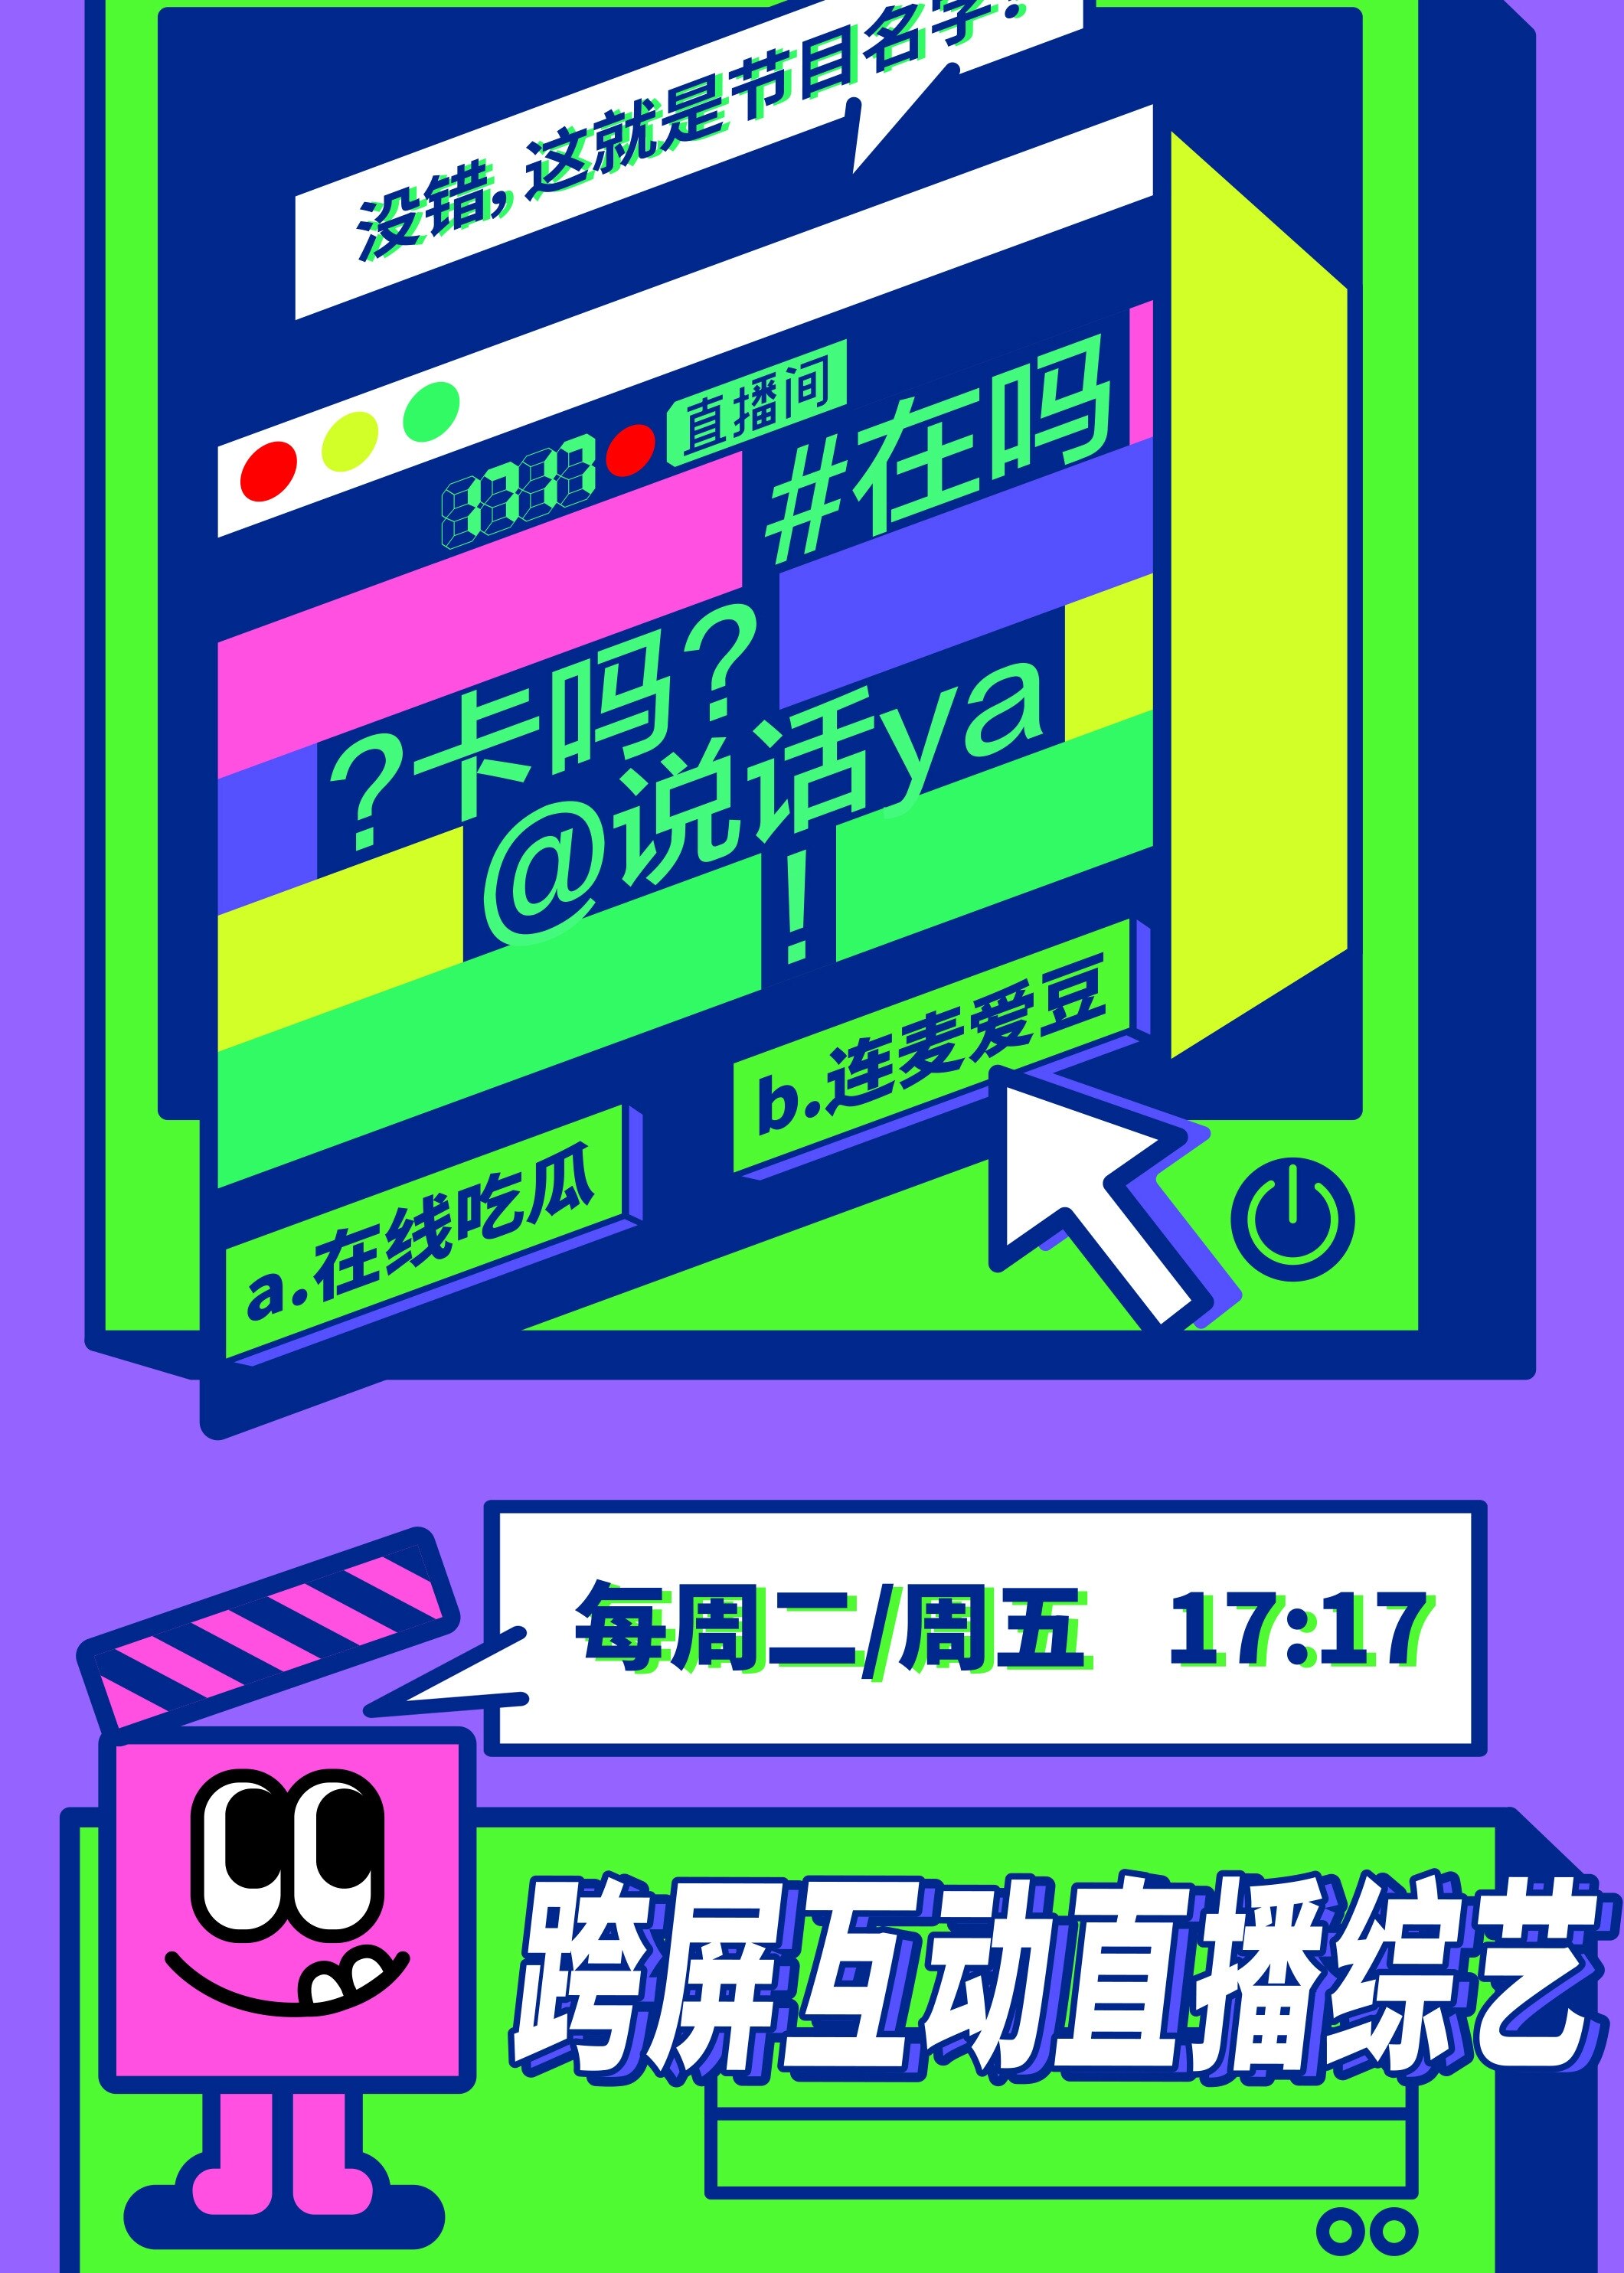 没错，这就是节目名字！
1717 直播间
#在吗
?卡吗?
@说话ya
!
a.在线吃瓜
b.连麦爱豆
每周二/周五 17:17
跨屏互动直播综艺